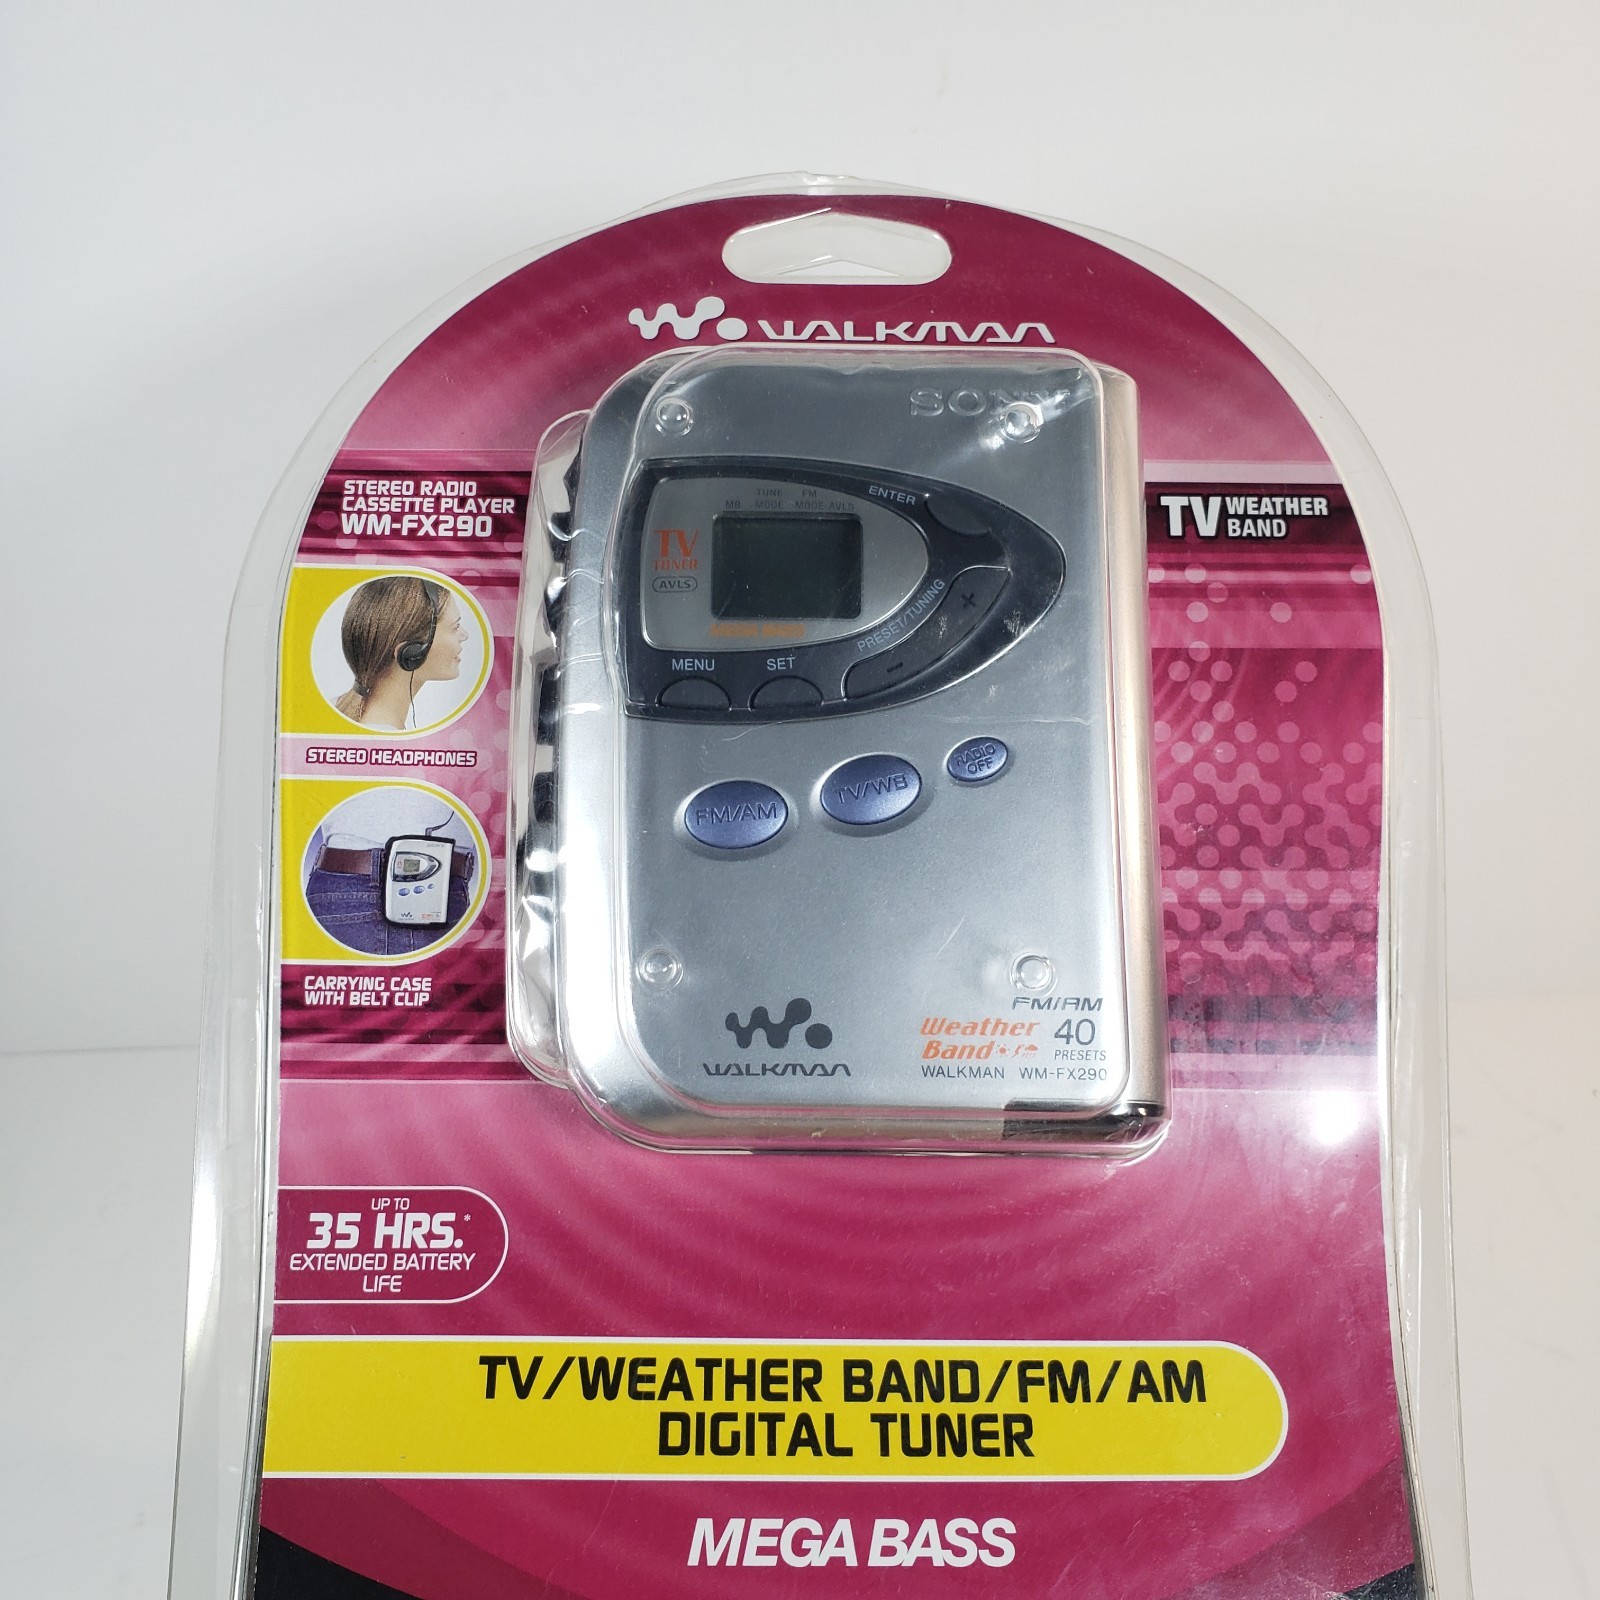 WALKMAN
SONY
STEREO RADIO
CASSETTE PLAYER
WM-FX290
TV WEATHER
BAND
TUNE FM
MB MODE MODE AVLS
ENTER
TV
TUNER
AVLS
MEGA BASS
PRESET/TUNING
+
-
MENU SET
STEREO HEADPHONES
FM/AM TV/WB RADIO
OFF
CARRYING CASE
WITH BELT CLIP
WALKMAN
FM/AM
Weather
Band
40
PRESETS
WALKMAN WM-FX290
UP TO
35 HRS.*
EXTENDED BATTERY
LIFE
TV/WEATHER BAND/FM/AM
DIGITAL TUNER
MEGA BASS